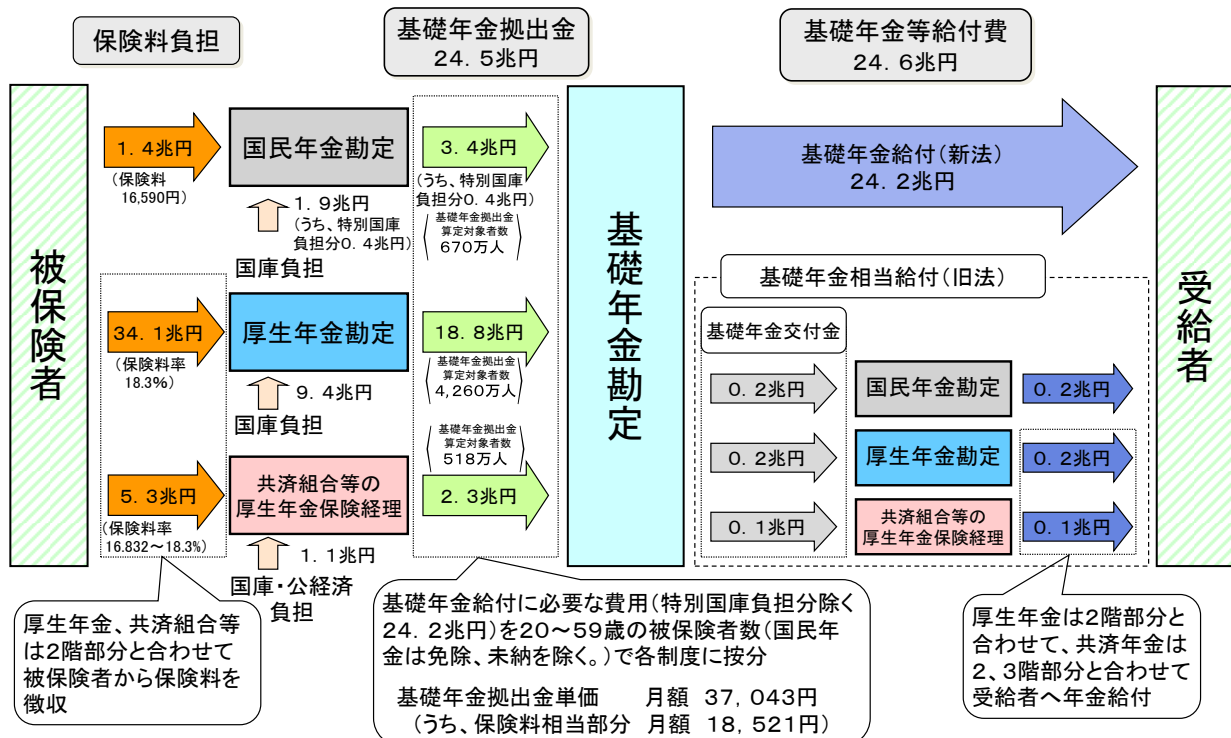 保険料負担
基礎年金拠出金
24.5兆円
基礎年金等給付費
24.6兆円
被保険者
1.4兆円
(保険料
16,590円)
国民年金勘定
1.9兆円
(うち、特別国庫
負担分0.4兆円)
国庫負担
3.4兆円
(うち、特別国庫
負担分0.4兆円)
基礎年金拠出金
算定対象者数
670万人
34.1兆円
(保険料率
18.3%)
厚生年金勘定
9.4兆円
国庫負担
18.8兆円
基礎年金拠出金
算定対象者数
4,260万人
5.3兆円
(保険料率
16.832~18.3%)
共済組合等の
厚生年金保険経理
1.1兆円
国庫・公経済
負担
基礎年金拠出金
算定対象者数
518万人
2.3兆円
基礎年金勘定
基礎年金給付(新法)
24.2兆円
基礎年金相当給付(旧法)
基礎年金交付金
0.2兆円
国民年金勘定
0.2兆円
0.2兆円
厚生年金勘定
0.2兆円
0.1兆円
共済組合等の
厚生年金保険経理
0.1兆円
受給者
厚生年金、共済組合等
は2階部分と合わせて
被保険者から保険料を
徴収
基礎年金給付に必要な費用(特別国庫負担分除く
24.2兆円)を20~59歳の被保険者数(国民年
金は免除、未納を除く。)で各制度に按分
基礎年金拠出金単価 月額 37,043円
(うち、保険料相当部分 月額 18,521円)
厚生年金は2階部分と
合わせて、共済年金は
2、3階部分と合わせて
受給者へ年金給付